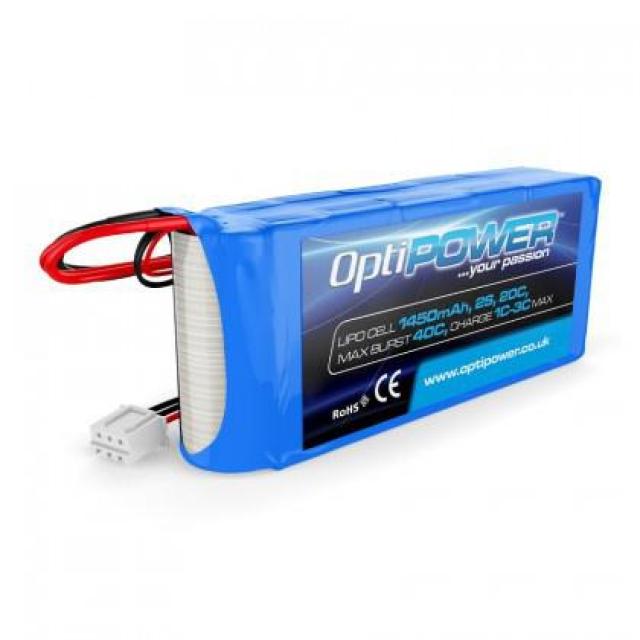 OptiPOWER
...your passion
LIPO CELL 1450mAh, 2S, 20C,
MAX BURST 40C, CHARGE 1C-3C MAX
RoHS CE
www.optipower.co.uk